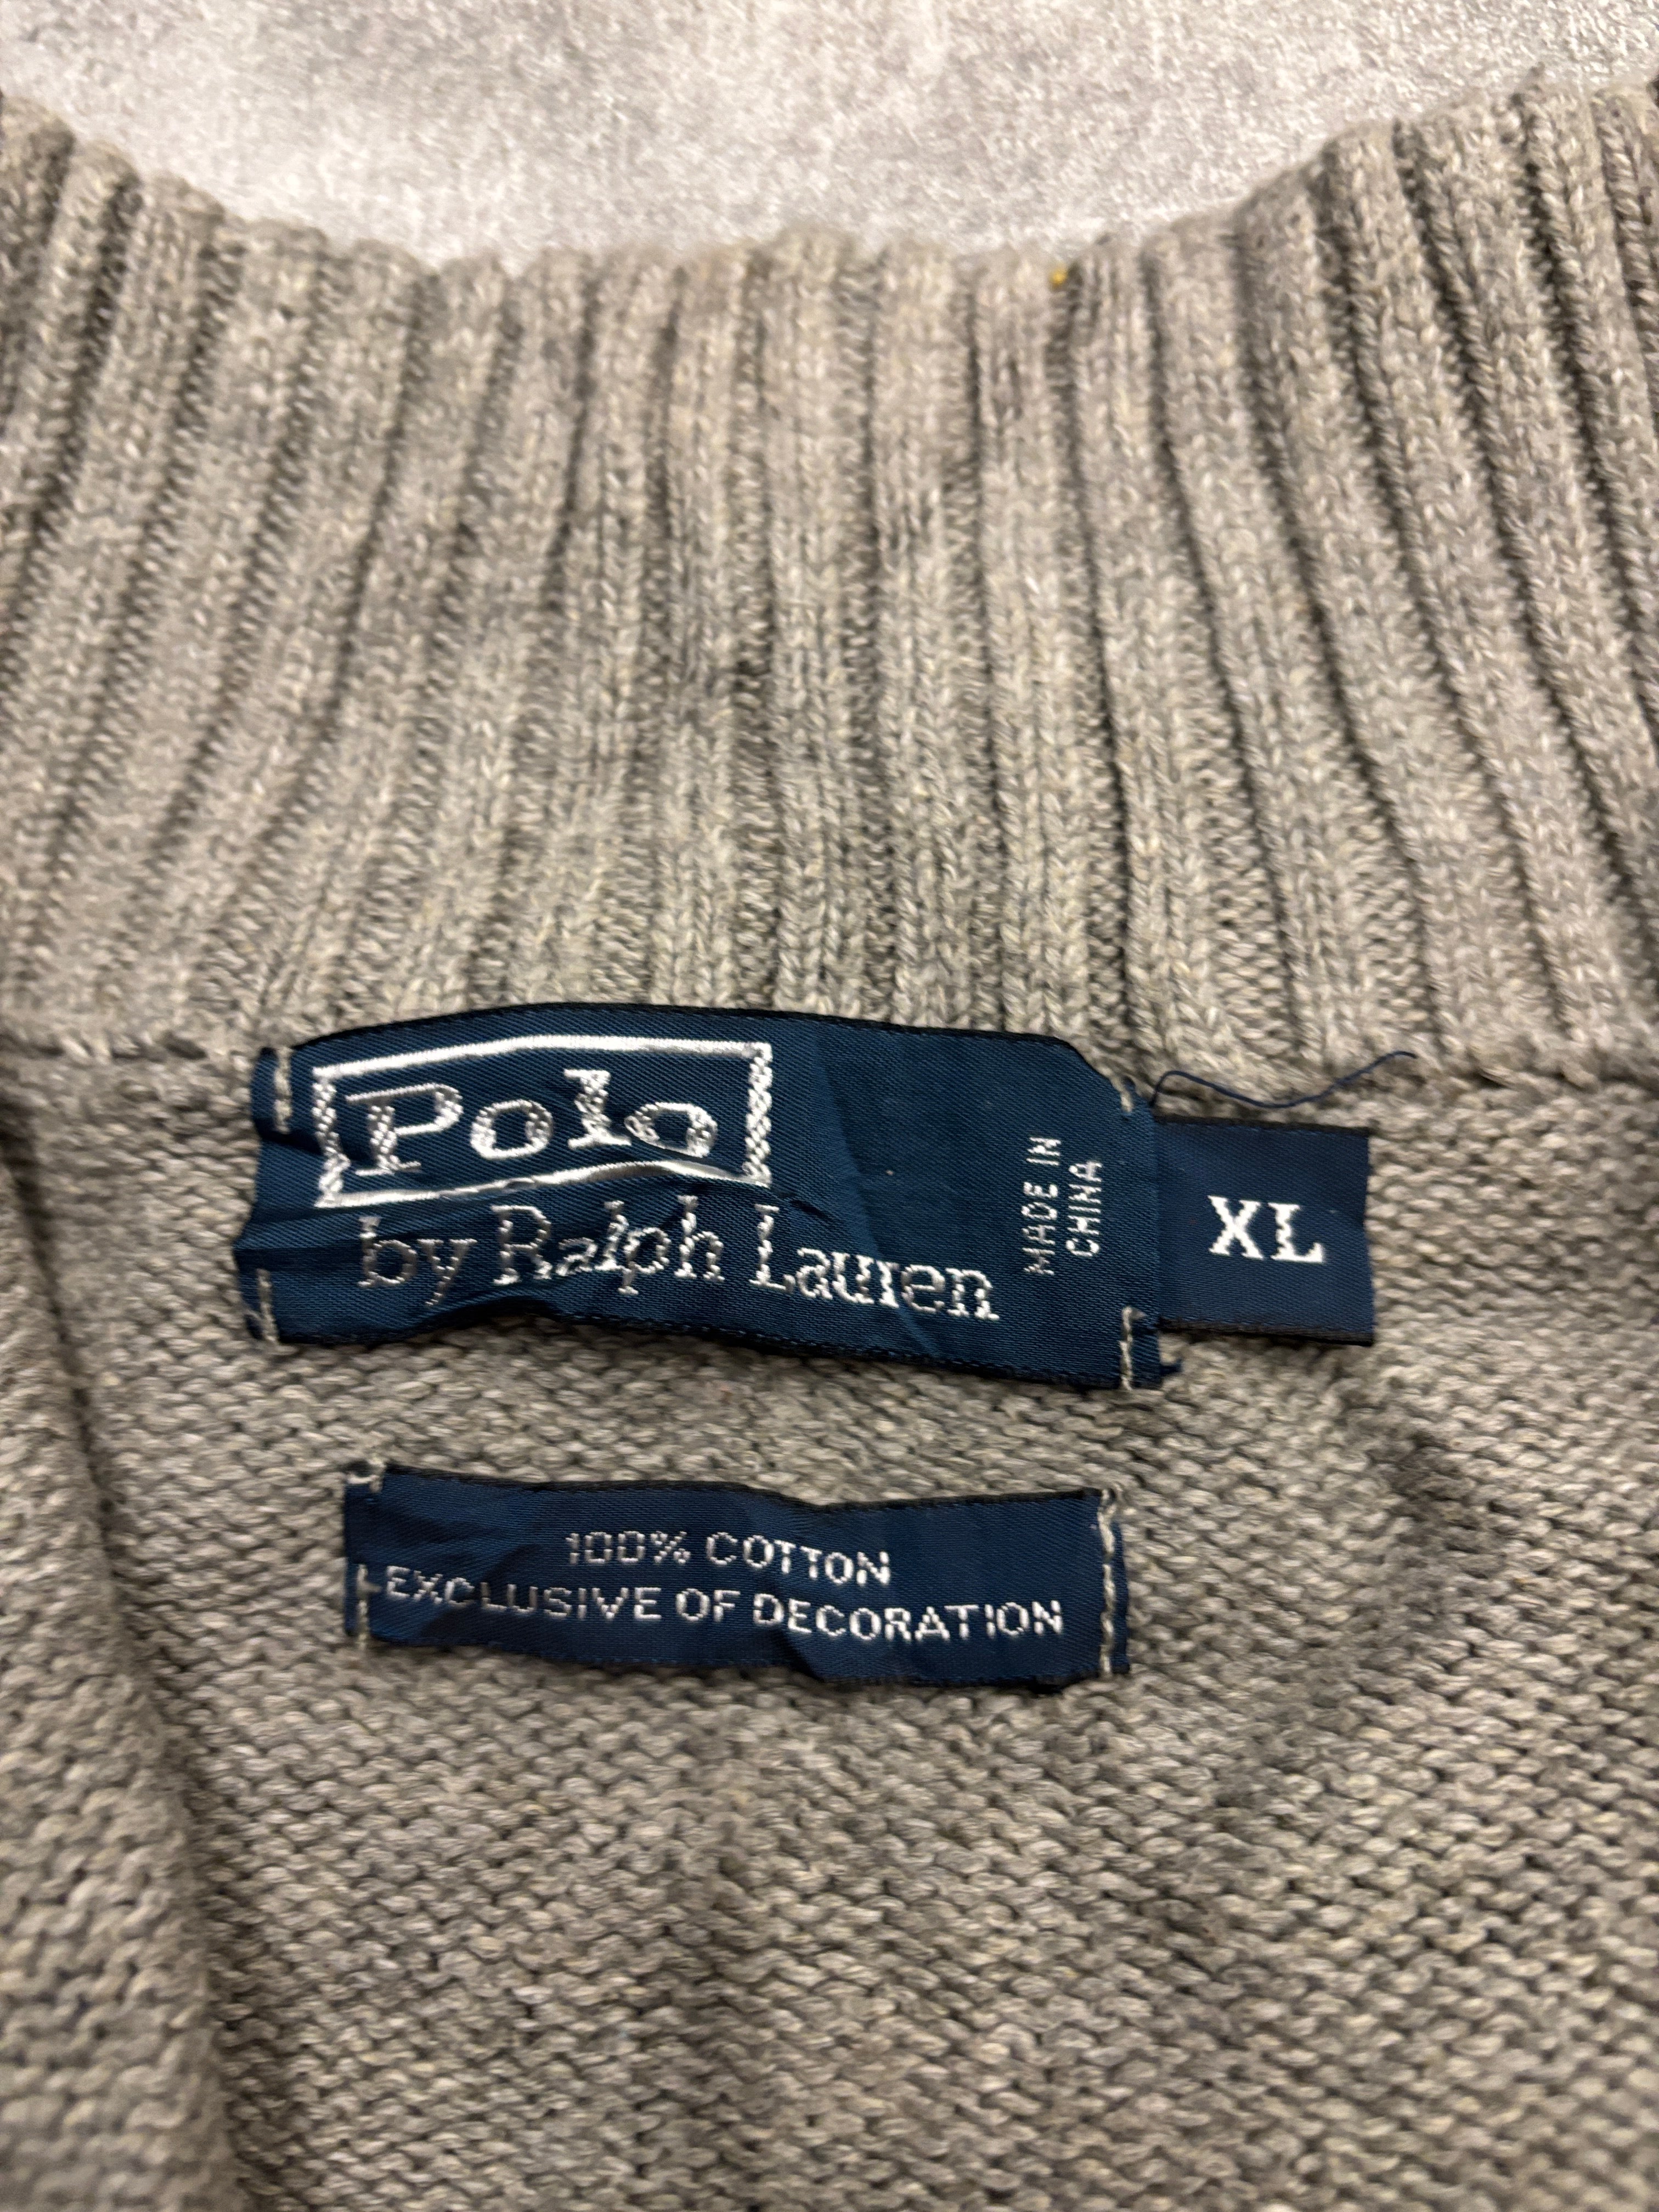 Polo
by Ralph Lauren
MADE IN
CHINA
XL
100% COTTON
EXCLUSIVE OF DECORATION